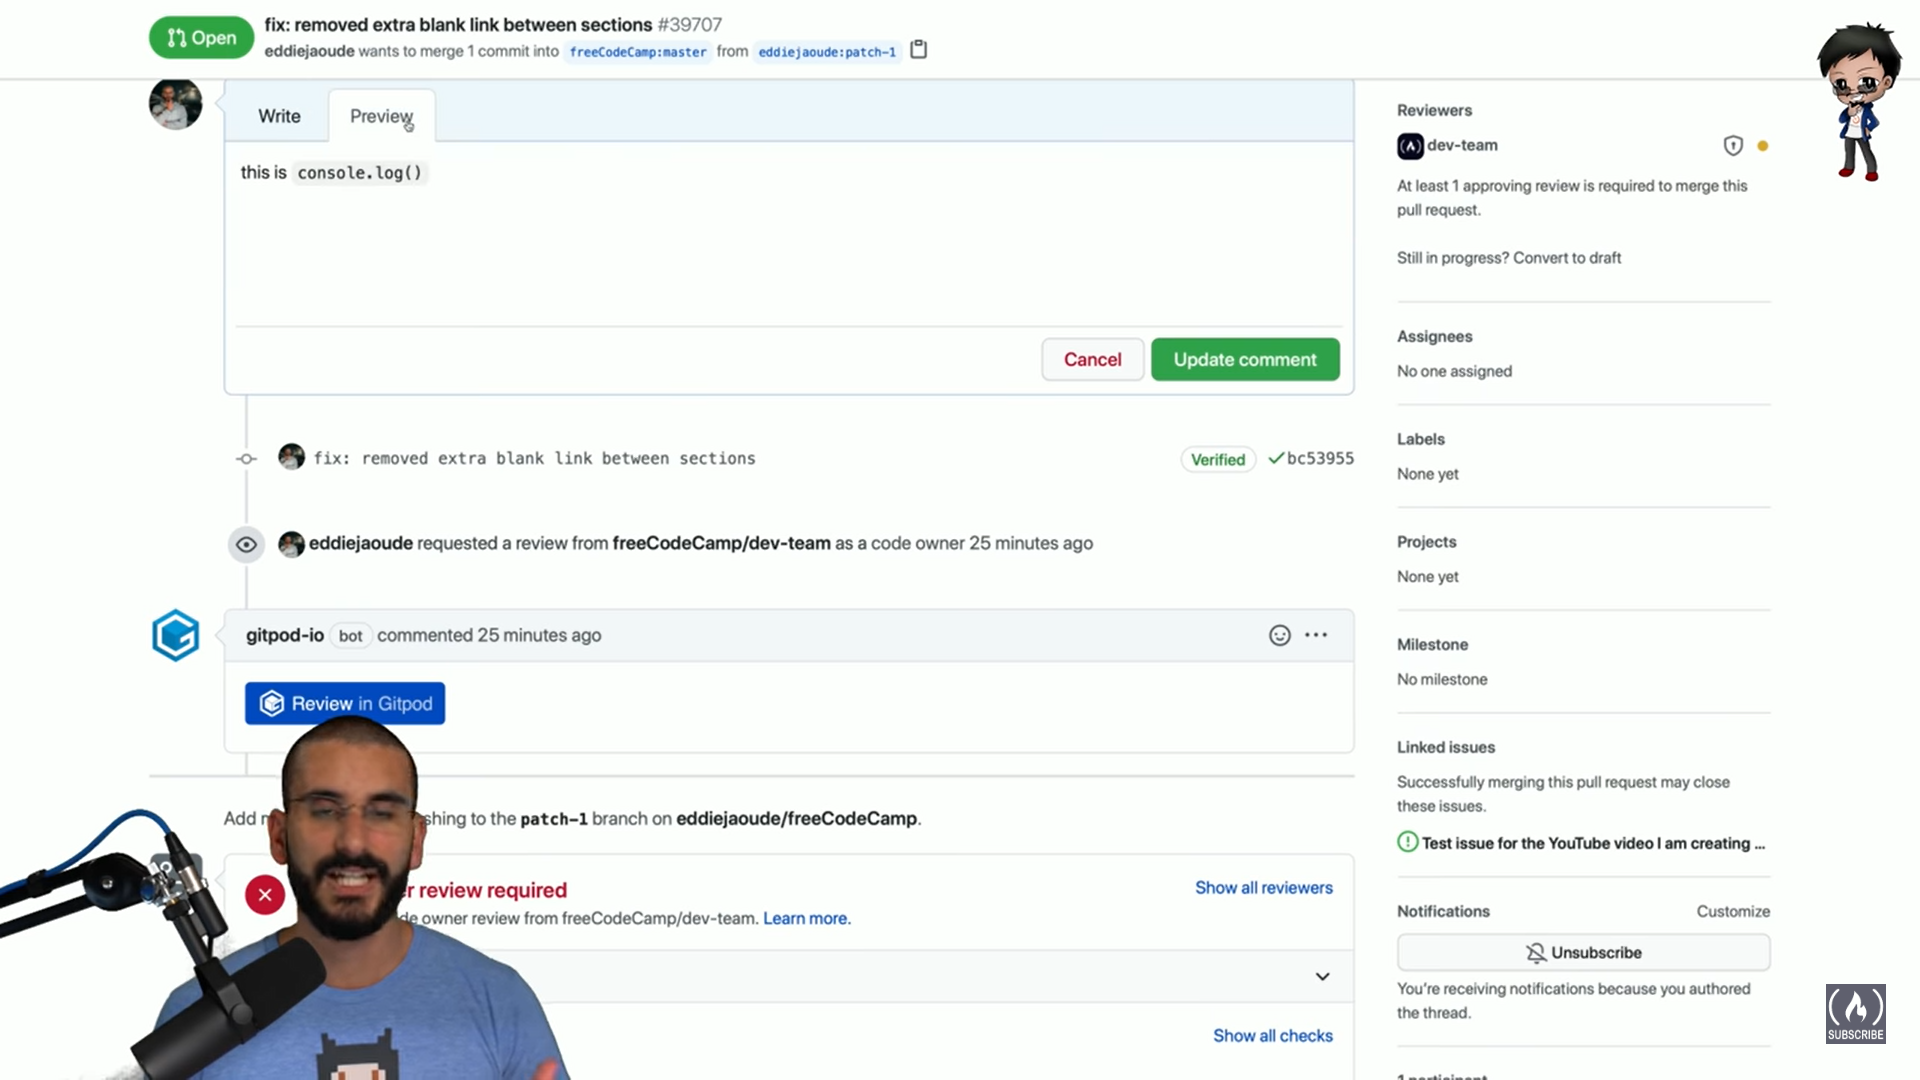 Open
fix: removed extra blank link between sections #39707
eddiejaoude wants to merge 1 commit into freeCodeCamp:master from eddiejaoude:patch-1
Write
Preview
this is console.log()
Cancel
Update comment
fix: removed extra blank link between sections
Verified
bc53955
eddiejaoude requested a review from freeCodeCamp/dev-team as a code owner 25 minutes ago
gitpod-io bot commented 25 minutes ago
Review in Gitpod
Add
shing to the patch-1 branch on eddiejaoude/freeCodeCamp.
review required
Show all reviewers
owner review from freeCodeCamp/dev-team. Learn more.
Show all checks
Reviewers
dev-team
At least 1 approving review is required to merge this
pull request.
Still in progress? Convert to draft
Assignees
No one assigned
Labels
None yet
Projects
None yet
Milestone
No milestone
Linked issues
Successfully merging this pull request may close
these issues.
Test issue for the YouTube video I am creating ...
Notifications
Customize
Unsubscribe
You're receiving notifications because you authored
the thread.
1 participant
SUBSCRIBE